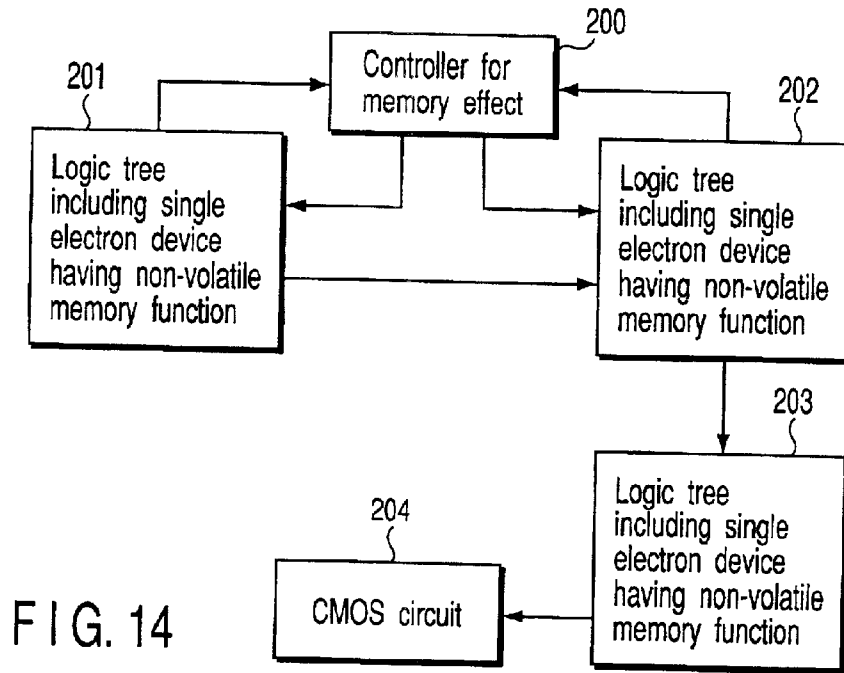 200
Controller for
memory effect
201
Logic tree
including single
electron device
having non-volatile
memory function
202
Logic tree
including single
electron device
having non-volatile
memory function
203
Logic tree
including single
electron device
having non-volatile
memory function
204
CMOS circuit
FIG. 14